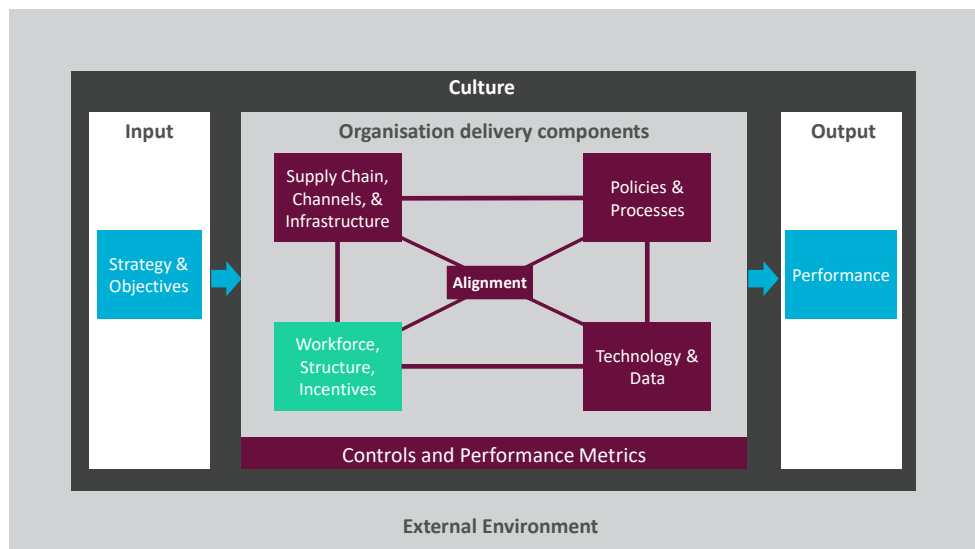 Culture
Input
Organisation delivery components
Output
Supply Chain,
Channels, &
Infrastructure
Policies &
Processes
Strategy &
Objectives
Alignment
Performance
Workforce,
Structure,
Incentives
Technology &
Data
Controls and Performance Metrics
External Environment